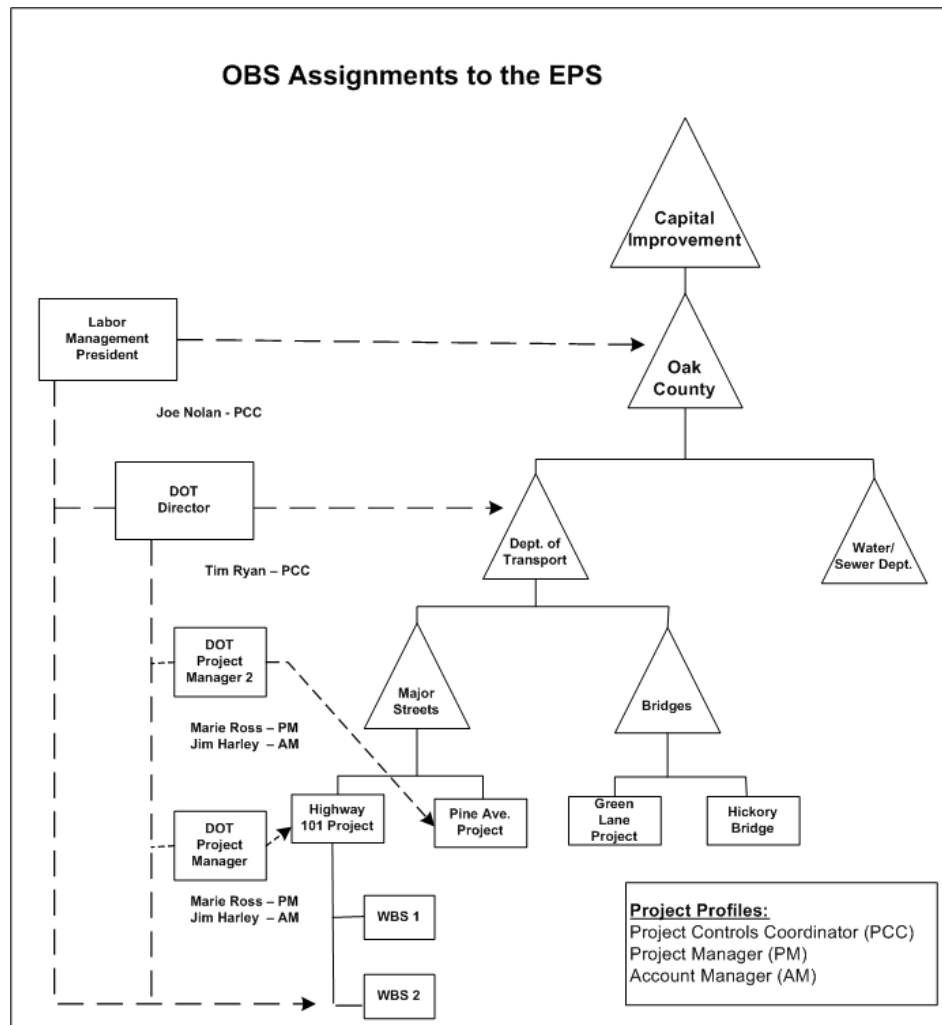 OBS Assignments to the EPS
Capital
Improvement
Labor
Management
President
Oak
County
Joe Nolan - PCC
DOT
Director
Dept. of
Transport
Water/
Sewer Dept.
Tim Ryan – PCC
DOT
Project
Manager 2
Major
Streets
Bridges
Marie Ross – PM
Jim Harley – AM
Highway
101 Project
Pine Ave.
Project
Green
Lane
Project
Hickory
Bridge
DOT
Project
Manager
Marie Ross – PM
Jim Harley – AM
WBS 1
WBS 2
Project Profiles:
Project Controls Coordinator (PCC)
Project Manager (PM)
Account Manager (AM)